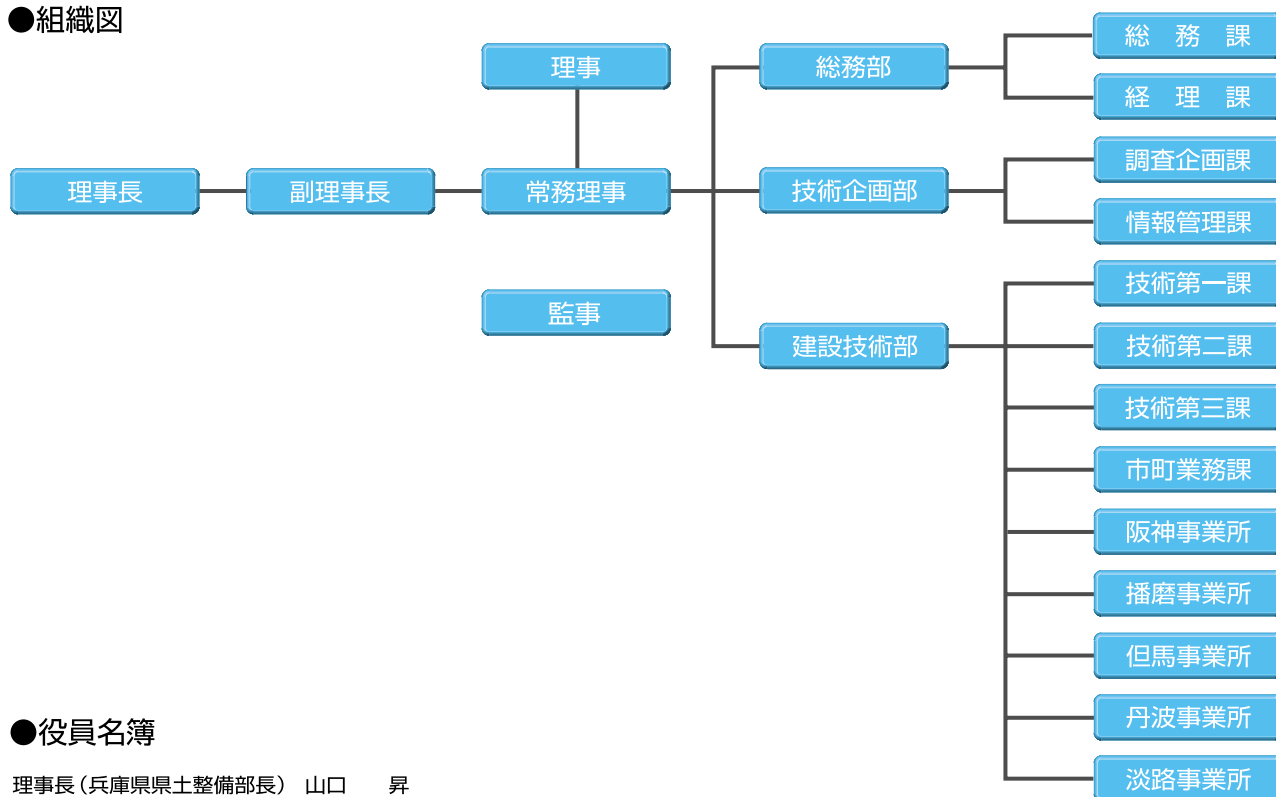 ●組織図
理事長
副理事長
理事
常務理事
監事
総務部
総　務　課
経　理　課
技術企画部
調査企画課
情報管理課
建設技術部
技術第一課
技術第二課
技術第三課
市町業務課
阪神事業所
播磨事業所
但馬事業所
丹波事業所
淡路事業所
●役員名簿
理事長（兵庫県県土整備部長）　山口　　昇